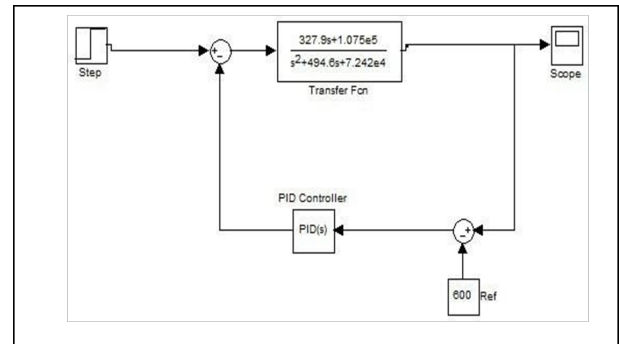 327.9s+1.075e5
s2+494.6s+7.242e4
Transfer Fcn
Step
Scope
+
−
PID Controller
PID(s)
−
+
600
Ref